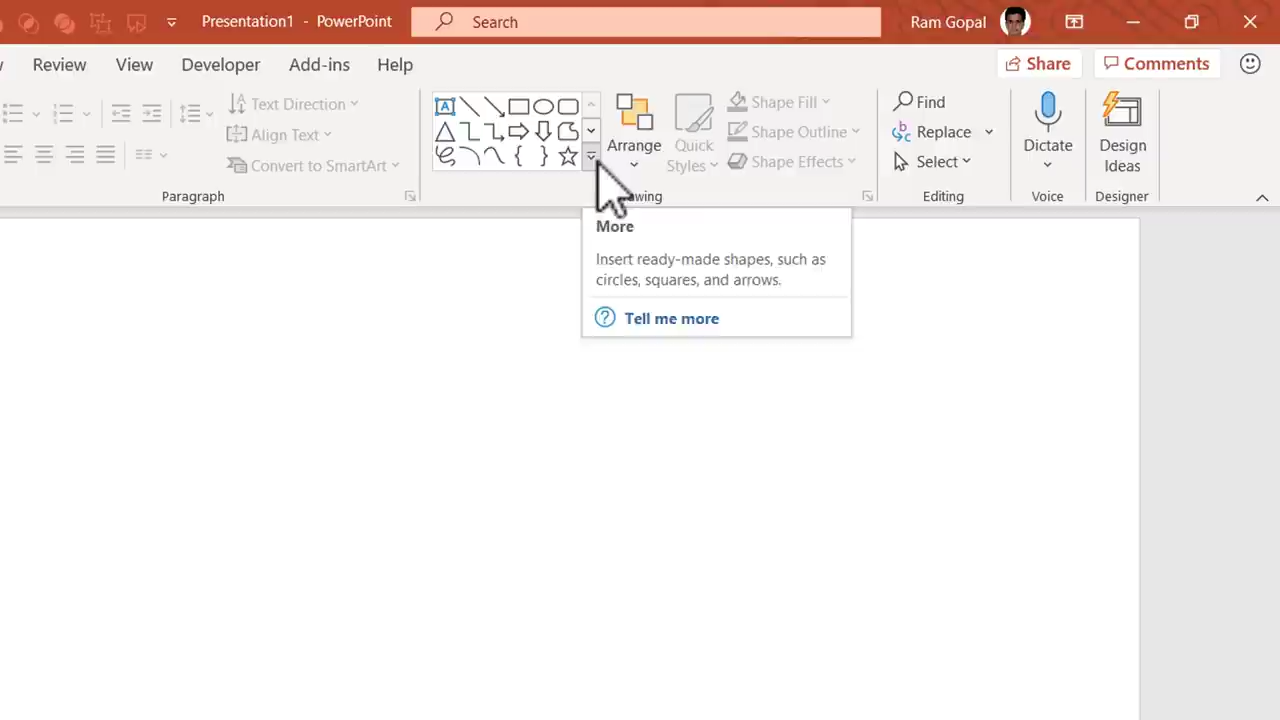 Presentation1 - PowerPoint
Search
Ram Gopal
Review
View
Developer
Add-ins
Help
Share
Comments
Text Direction
Align Text
Convert to SmartArt
Paragraph
A
Arrange
Quick
Styles
Shape Fill
Shape Outline
Shape Effects
Find
Replace
Select
Editing
Dictate
Voice
Design
Ideas
Designer
More
Insert ready-made shapes, such as
circles, squares, and arrows.
Tell me more